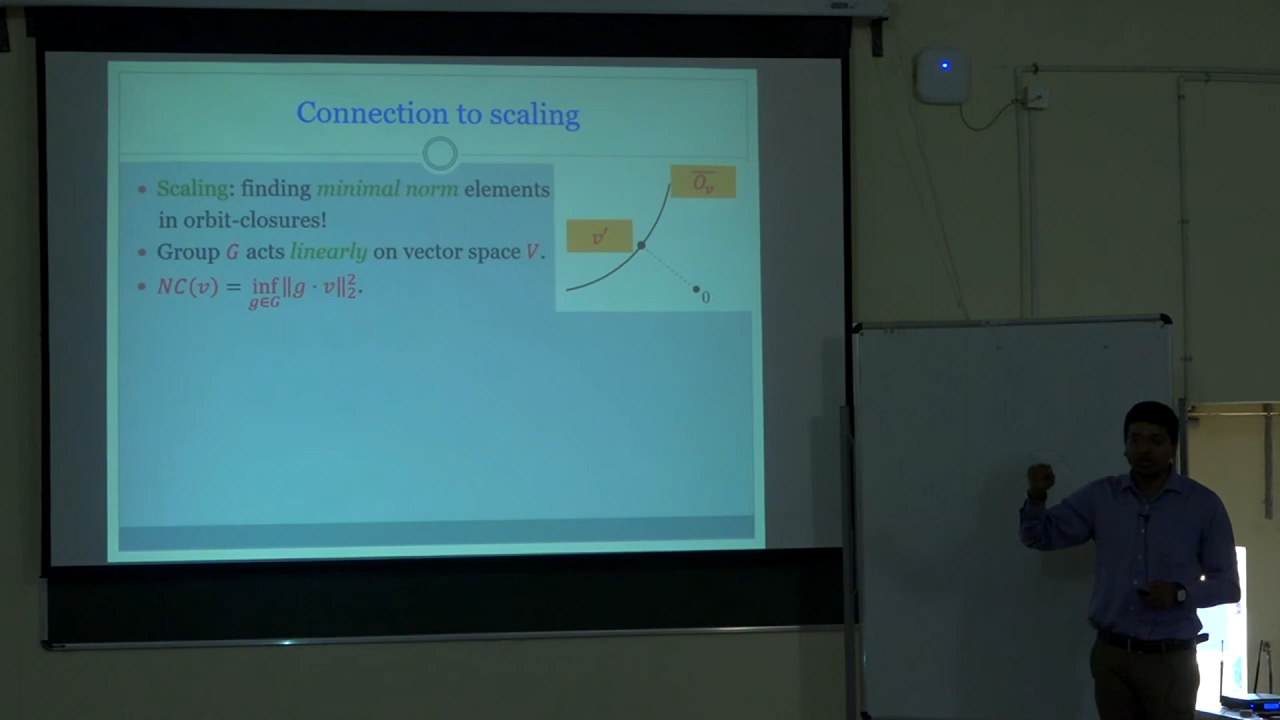 Connection to scaling
• Scaling: finding minimal norm elements
in orbit-closures!
• Group G acts linearly on vector space V.
• NC(v) = inf_{g∈G} ‖g · v‖₂².
O̅ᵥ
v′
0